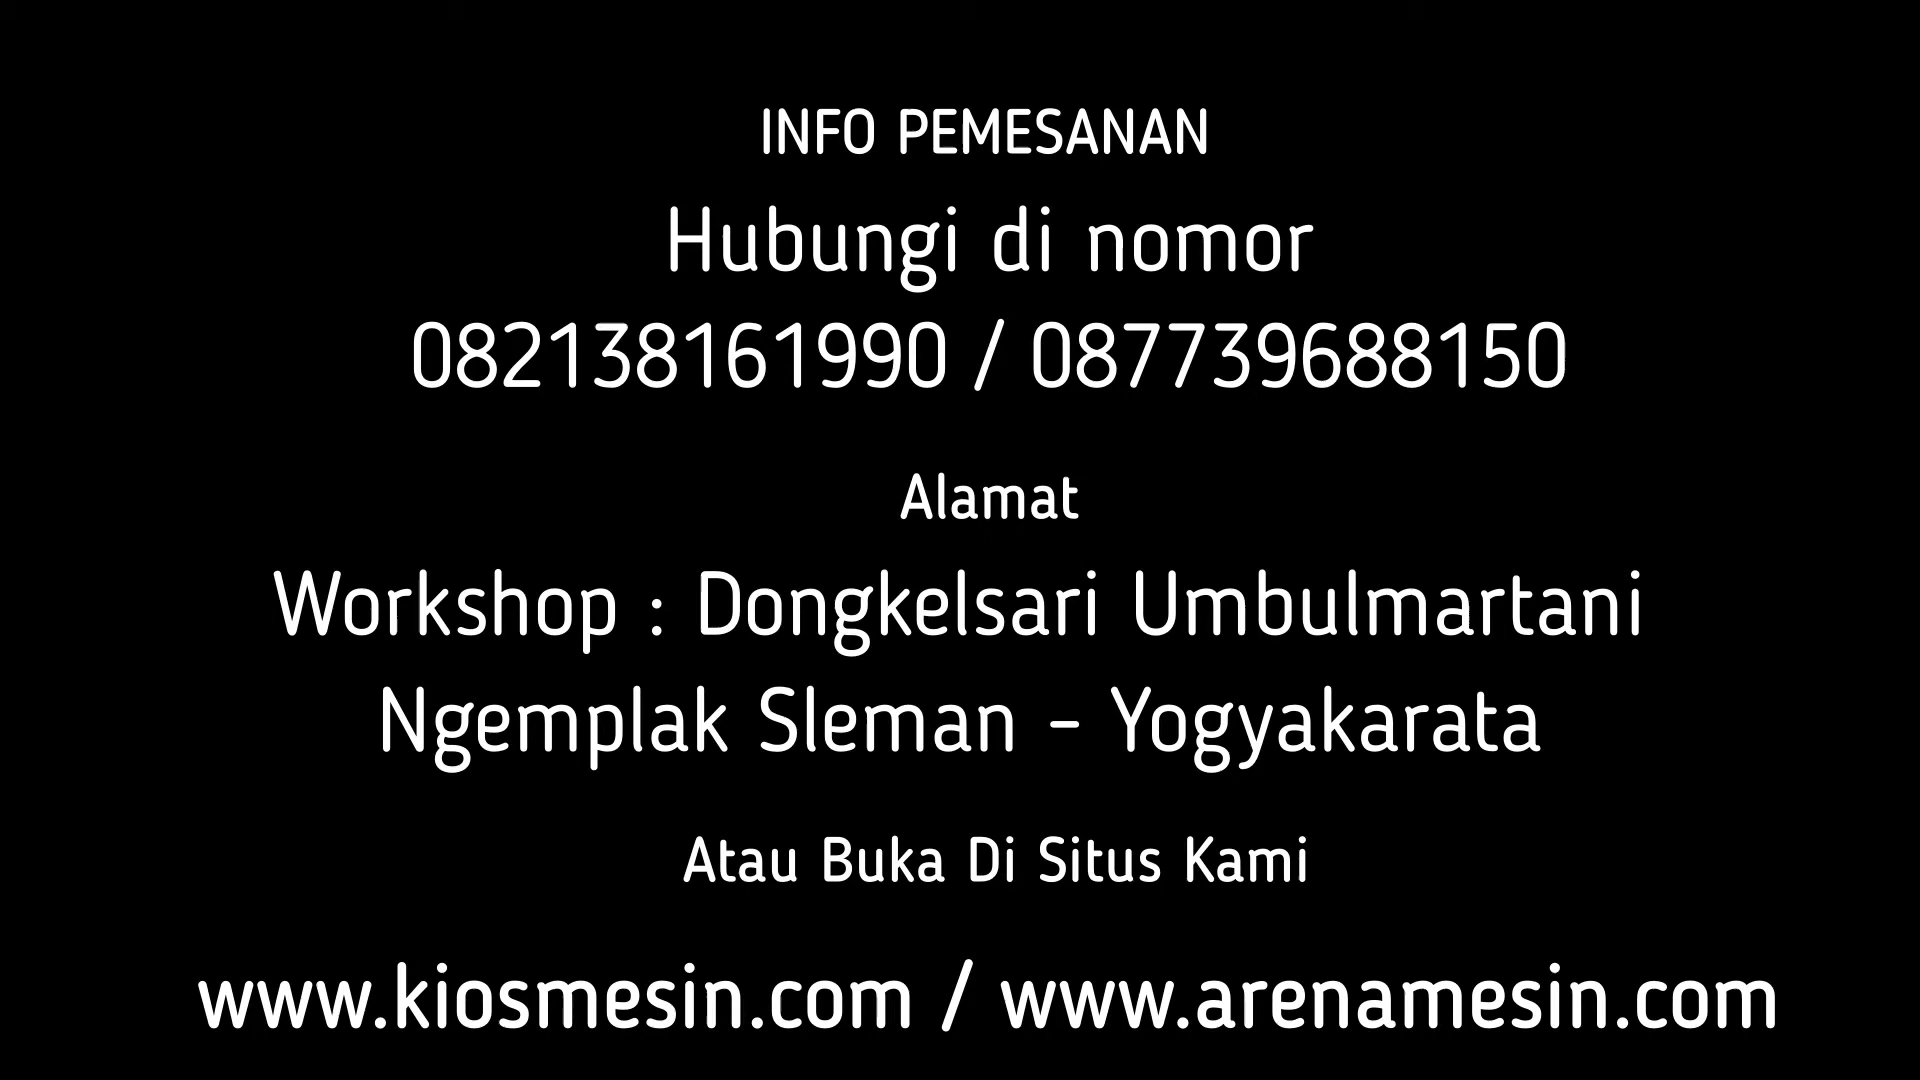 INFO PEMESANAN
Hubungi di nomor
082138161990 / 087739688150
Alamat
Workshop : Dongkelsari Umbulmartani
Ngemplak Sleman - Yogyakarata
Atau Buka Di Situs Kami
www.kiosmesin.com / www.arenamesin.com